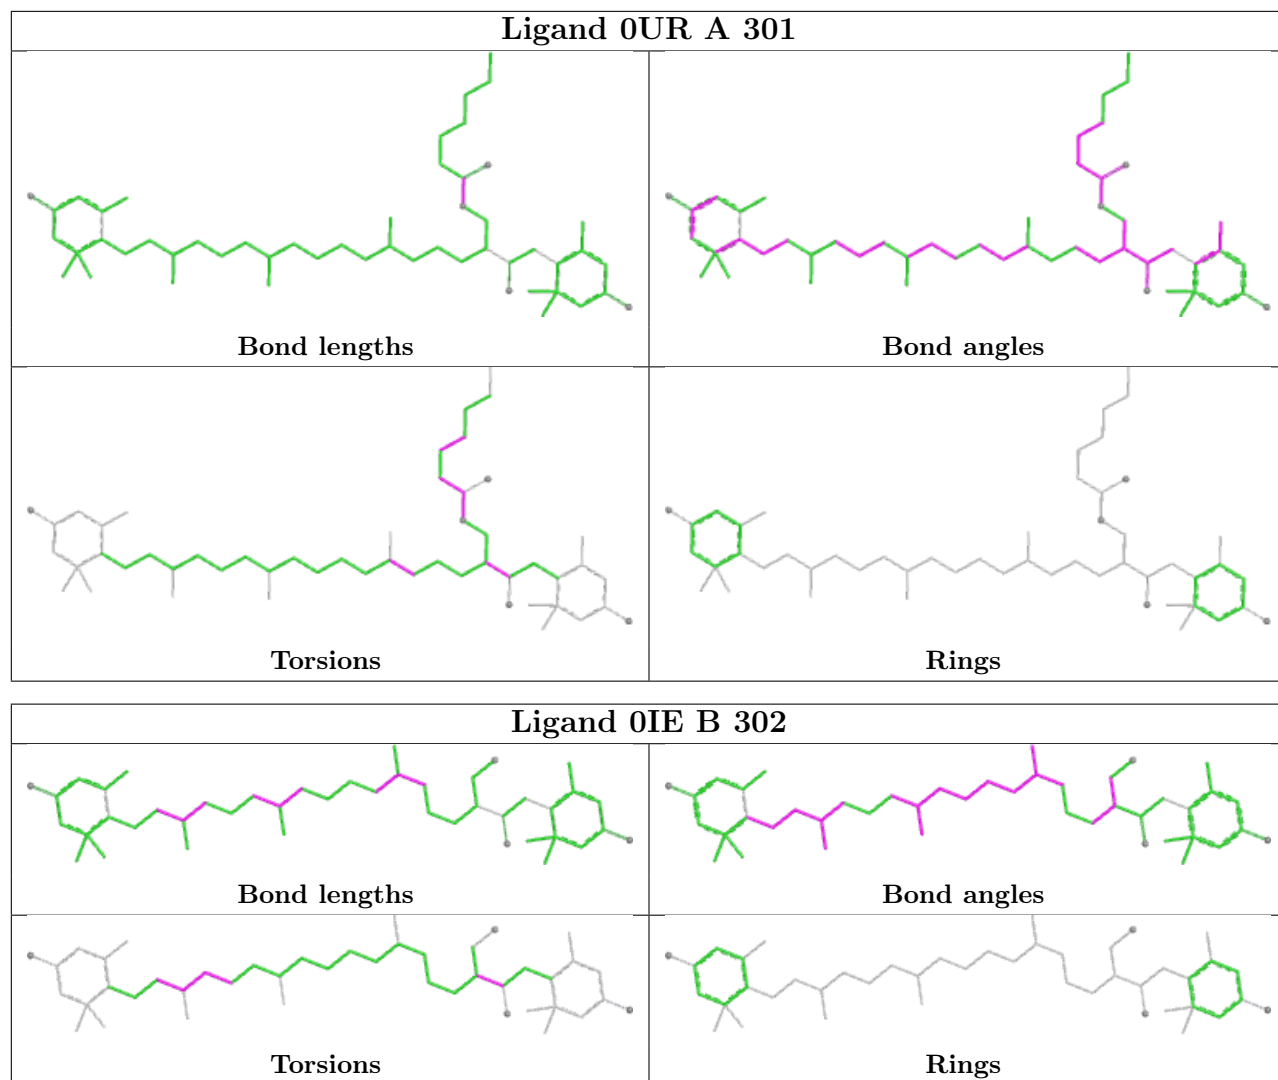 Ligand 0UR A 301
Bond lengths
Bond angles
Torsions
Rings
Ligand 0IE B 302
Bond lengths
Bond angles
Torsions
Rings